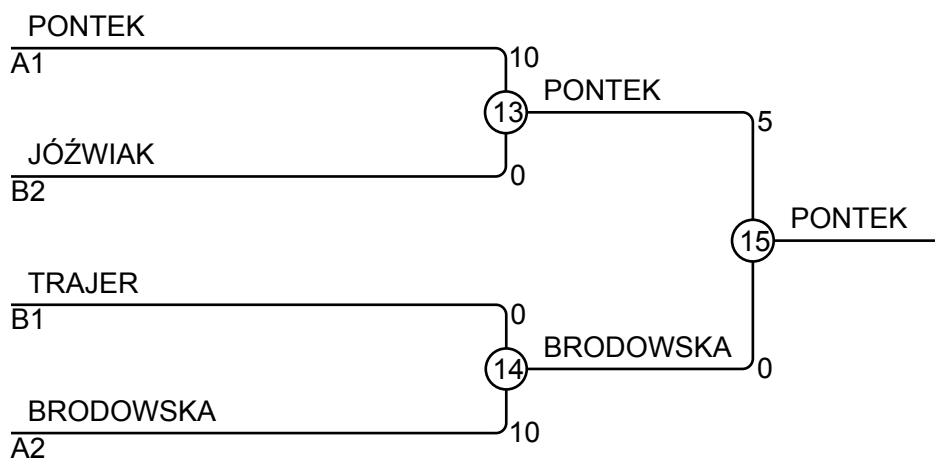 PONTEK
A1
10
13
PONTEK
5
JÓŹWIAK
B2
0
15
PONTEK
TRAJER
B1
0
14
BRODOWSKA
0
BRODOWSKA
A2
10